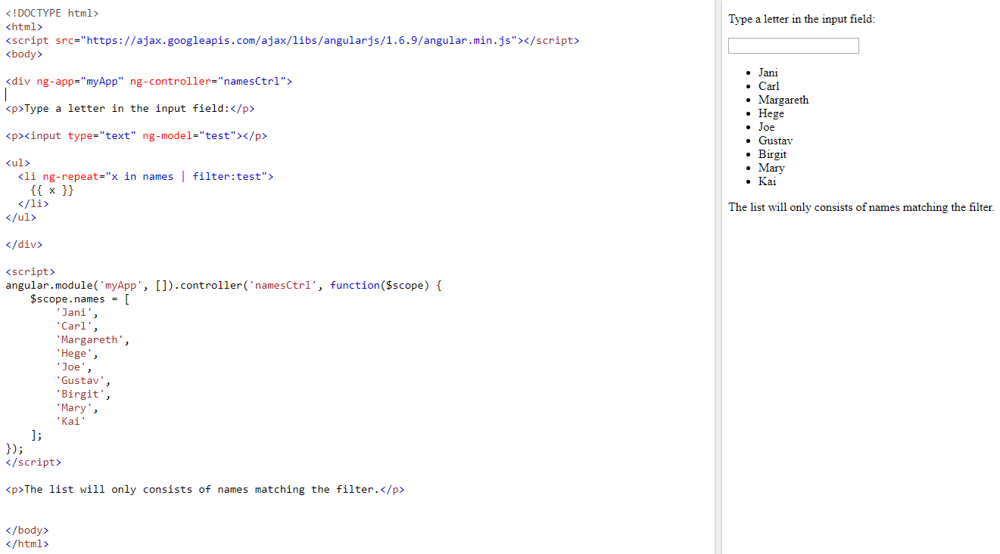 <!DOCTYPE html>
<html>
<script src="https://ajax.googleapis.com/ajax/libs/angularjs/1.6.9/angular.min.js"></script>
<body>
<div ng-app="myApp" ng-controller="namesCtrl">
<p>Type a letter in the input field:</p>
<p><input type="text" ng-model="test"></p>
<ul>
  <li ng-repeat="x in names | filter:test">
    {{ x }}
  </li>
</ul>
</div>
<script>
angular.module('myApp', []).controller('namesCtrl', function($scope) {
    $scope.names = [
        'Jani',
        'Carl',
        'Margareth',
        'Hege',
        'Joe',
        'Gustav',
        'Birgit',
        'Mary',
        'Kai'
    ];
});
</script>
<p>The list will only consists of names matching the filter.</p>
</body>
</html>
Type a letter in the input field:
• Jani
• Carl
• Margareth
• Hege
• Joe
• Gustav
• Birgit
• Mary
• Kai
The list will only consists of names matching the filter.